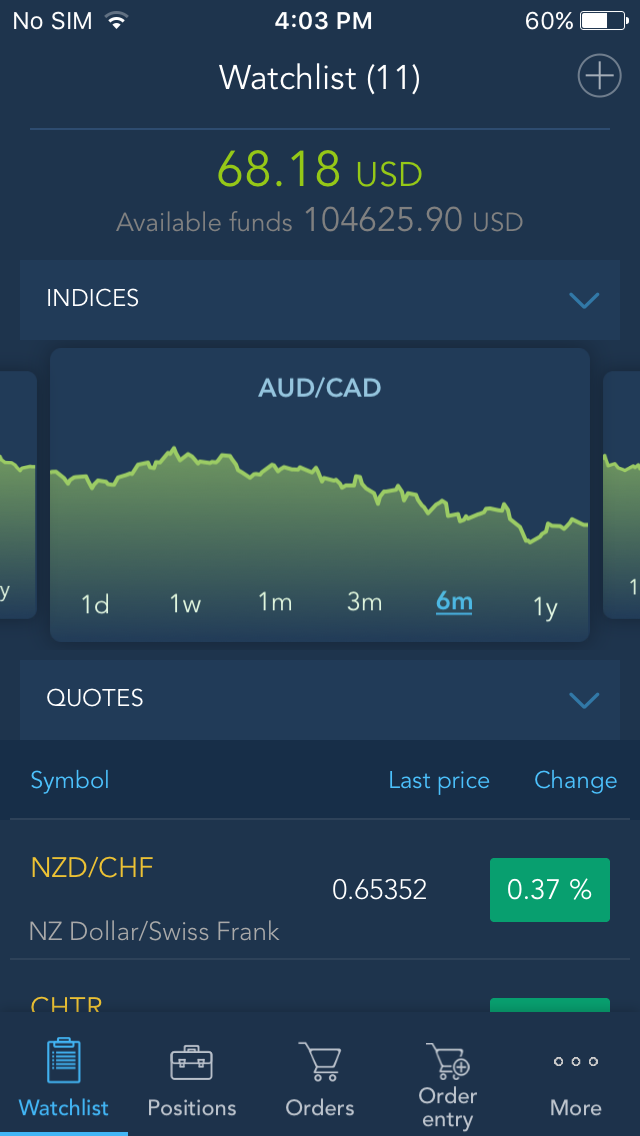 No SIM 4:03 PM 60%
Watchlist (11)
68.18 USD
Available funds 104625.90 USD
INDICES
AUD/CAD
y 1d 1w 1m 3m 6m 1y 1
QUOTES
Symbol Last price Change
NZD/CHF
0.65352 0.37 %
NZ Dollar/Swiss Frank
CHTR
Watchlist Positions Orders Order entry More